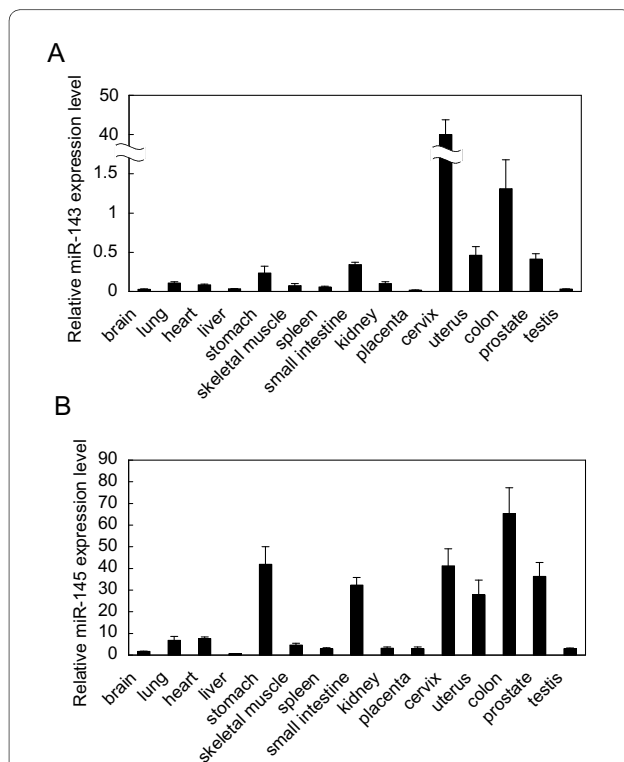 A
Relative miR-143 expression level
50
40
1.5
1
0.5
0
brain
lung
heart
liver
stomach
skeletal muscle
spleen
small intestine
kidney
placenta
cervix
uterus
colon
prostate
testis
B
Relative miR-145 expression level
90
80
70
60
50
40
30
20
10
0
brain
lung
heart
liver
stomach
skeletal muscle
spleen
small intestine
kidney
placenta
cervix
uterus
colon
prostate
testis